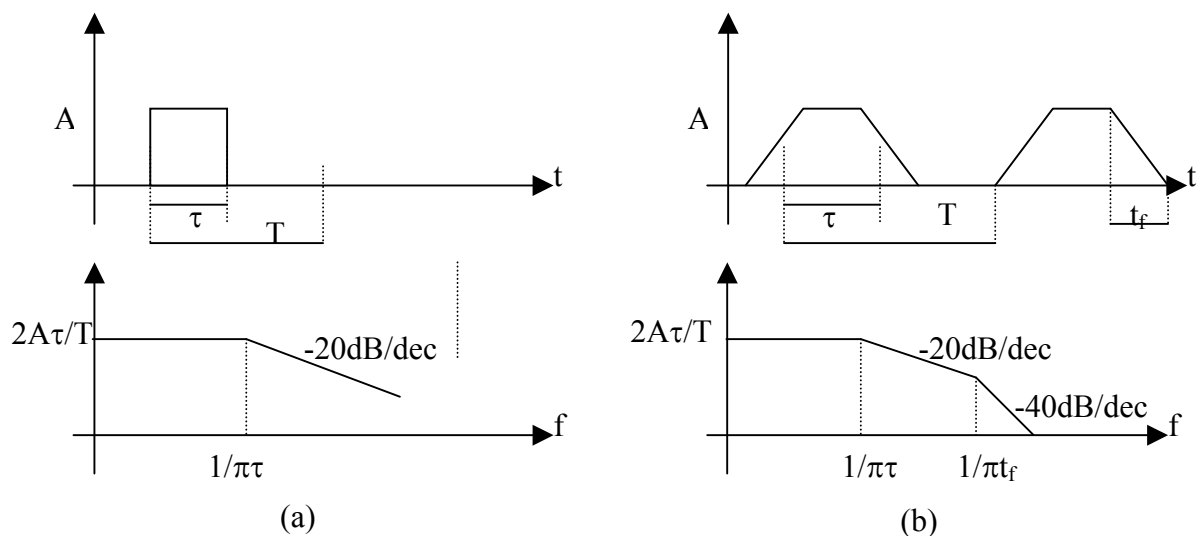 A
t
τ
T
2Aτ/T
-20dB/dec
f
1/πτ
(a)
A
t
τ
T
t_f
2Aτ/T
-20dB/dec
-40dB/dec
f
1/πτ
1/πt_f
(b)